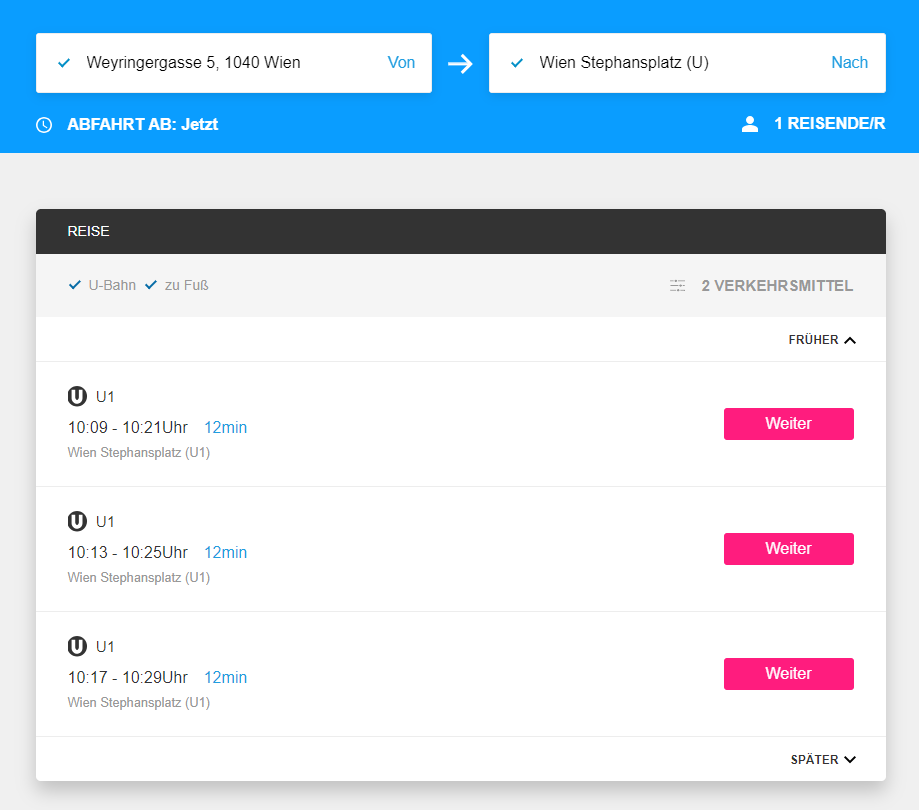 Weyringergasse 5, 1040 Wien Von
Wien Stephansplatz (U) Nach
ABFAHRT AB: Jetzt
1 REISENDE/R
REISE
U-Bahn zu Fuß
2 VERKEHRSMITTEL
FRÜHER
U U1
10:09 - 10:21Uhr 12min
Wien Stephansplatz (U1)
Weiter
U U1
10:13 - 10:25Uhr 12min
Wien Stephansplatz (U1)
Weiter
U U1
10:17 - 10:29Uhr 12min
Wien Stephansplatz (U1)
Weiter
SPÄTER